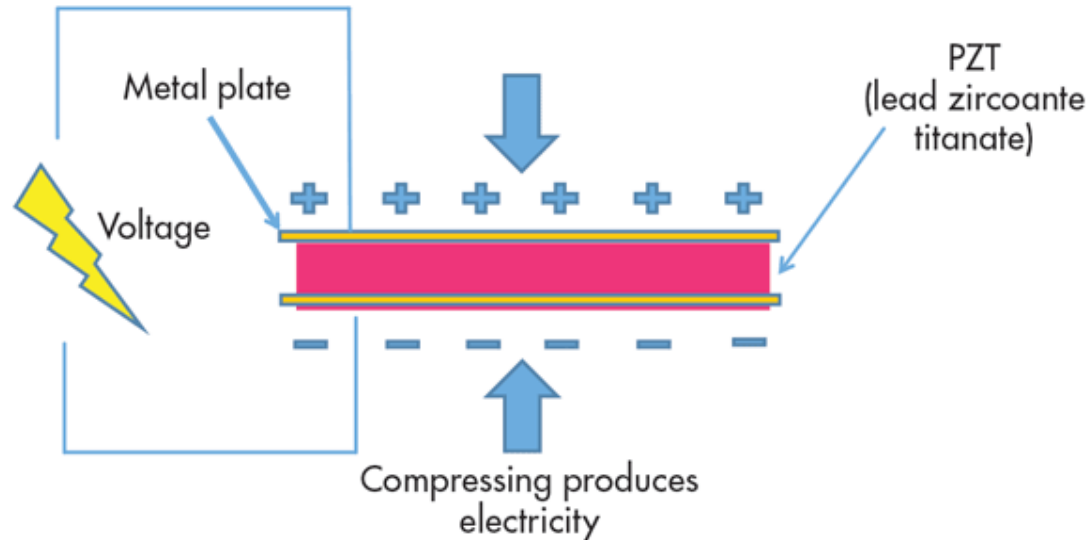 Metal plate
PZT
(lead zircoante
titanate)
Voltage
Compressing produces
electricity